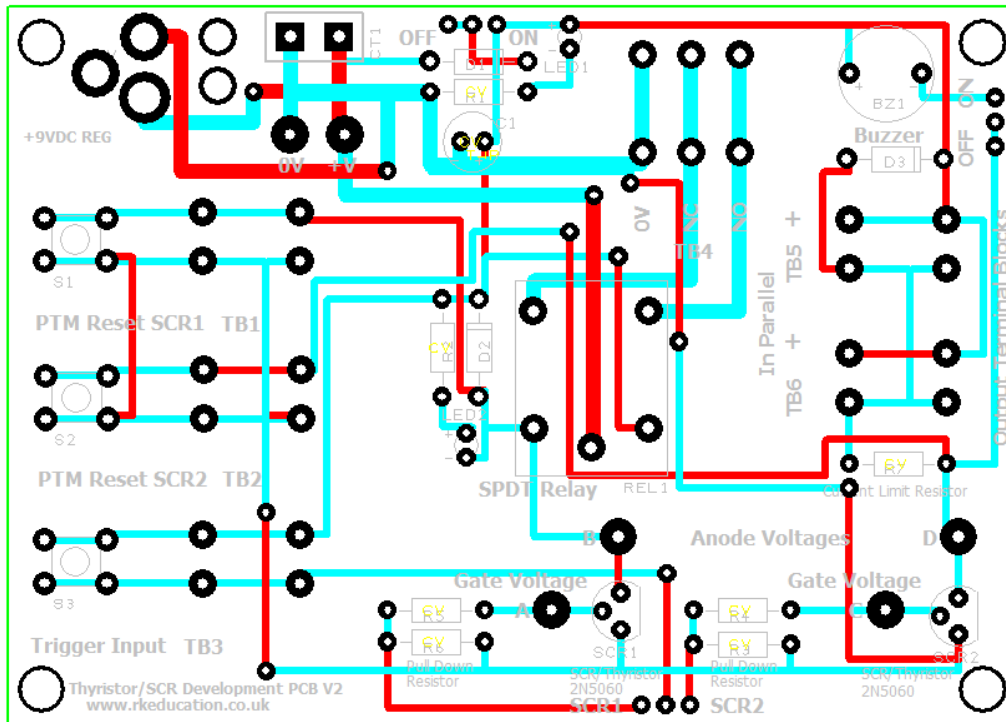 OFF ON
CT1
D1
LED1
R1
C1
BZ1
+9VDC REG
0V +V
Buzzer
ON
OFF
D3
0V
NC
NO
TB4
TB5 +
In Parallel
TB6 +
Output Terminal Blocks
S1
PTM Reset SCR1 TB1
R2
D2
LED2
S2
PTM Reset SCR2 TB2
SPDT Relay
REL1
R7
Current Limit Resistor
B
Anode Voltages
D
S3
Gate Voltage
A
Gate Voltage
C
R5
R4
Trigger Input TB3
R6
SCR1
SCR2
Pull Down
Resistor
SCR/Thyristor
2N5060
Pull Down
Resistor
SCR/Thyristor
2N5060
SCR1 SCR2
Thyristor/SCR Development PCB V2
www.rkeducation.co.uk